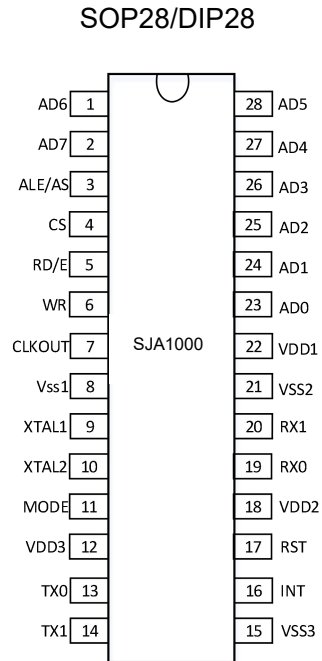 SOP28/DIP28
AD6 1 28 AD5
AD7 2 27 AD4
ALE/AS 3 26 AD3
CS 4 25 AD2
RD/E 5 24 AD1
WR 6 23 AD0
CLKOUT 7 SJA1000 22 VDD1
Vss1 8 21 VSS2
XTAL1 9 20 RX1
XTAL2 10 19 RX0
MODE 11 18 VDD2
VDD3 12 17 RST
TX0 13 16 INT
TX1 14 15 VSS3